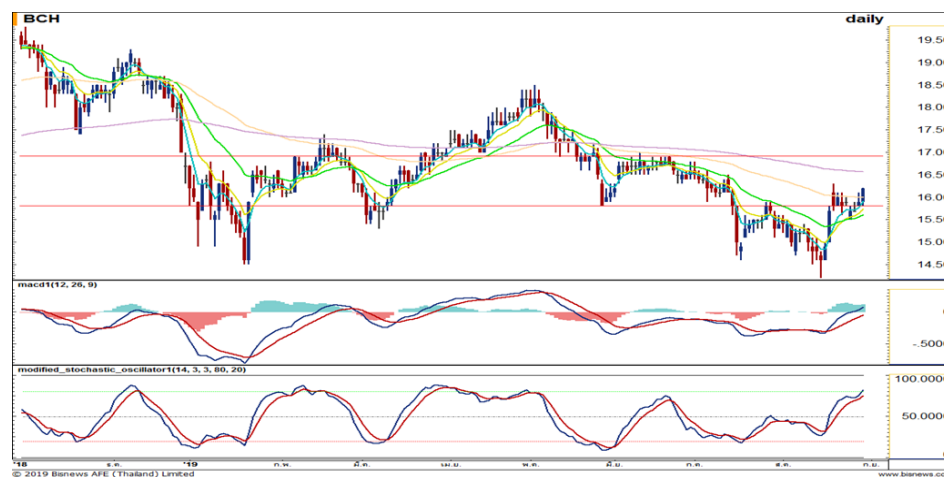 BCH daily
19.50
19.00
18.50
18.00
17.50
17.00
16.50
16.00
15.50
15.00
14.50
macd1(12, 26, 9)
-.5000
modified_stochastic_oscillator1(14, 3, 3, 80, 20)
100.0000
50.0000
'18 ธ.ค. '19 ก.พ. มี.ค. เม.ย. พ.ค. มิ.ย. ก.ค. ส.ค. ก.ย.
© 2019 Bisnews AFE (Thailand) Limited www.bisnews.co